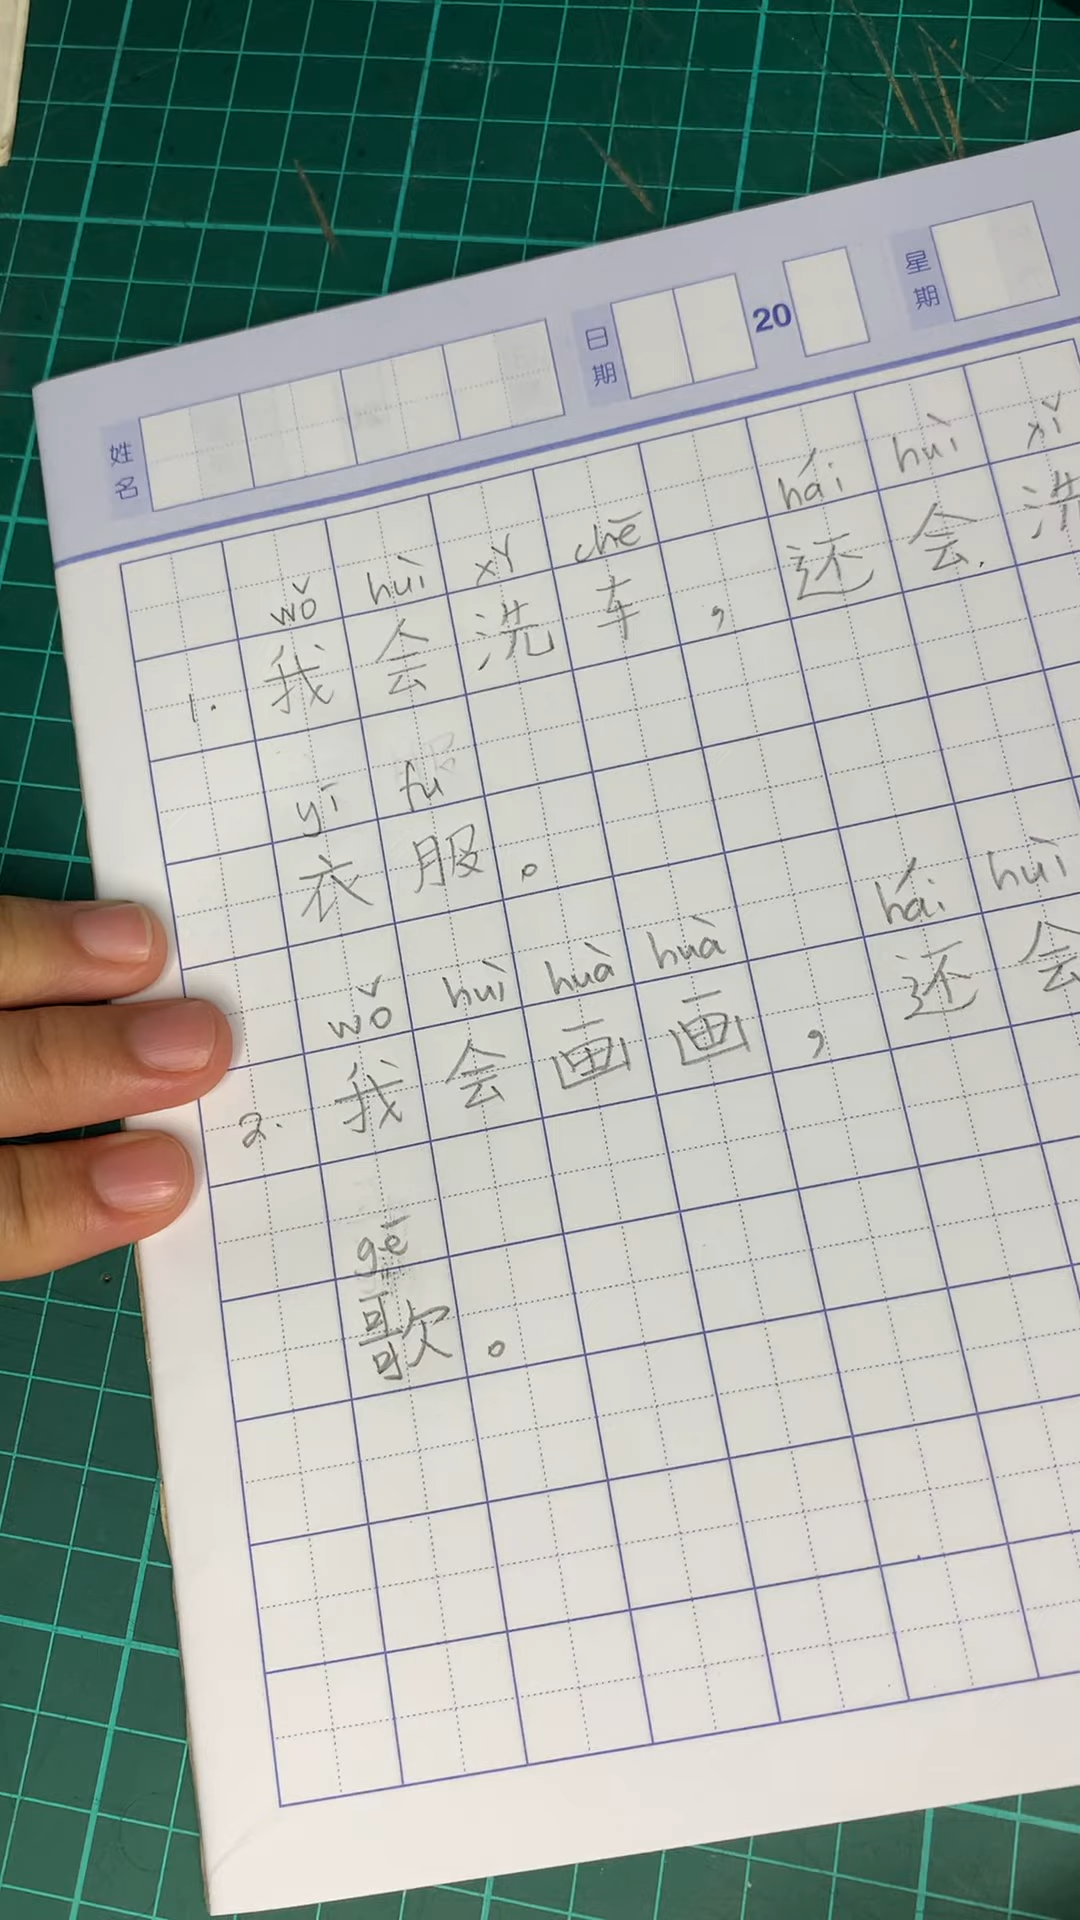 姓名 日期 20 星期
wǒ huì xǐ chē hái huì xǐ
1. 我会洗车，还会洗
yī fu
衣服。
wǒ huì huà huà hái huì
2. 我会画画，还会
gē
歌。